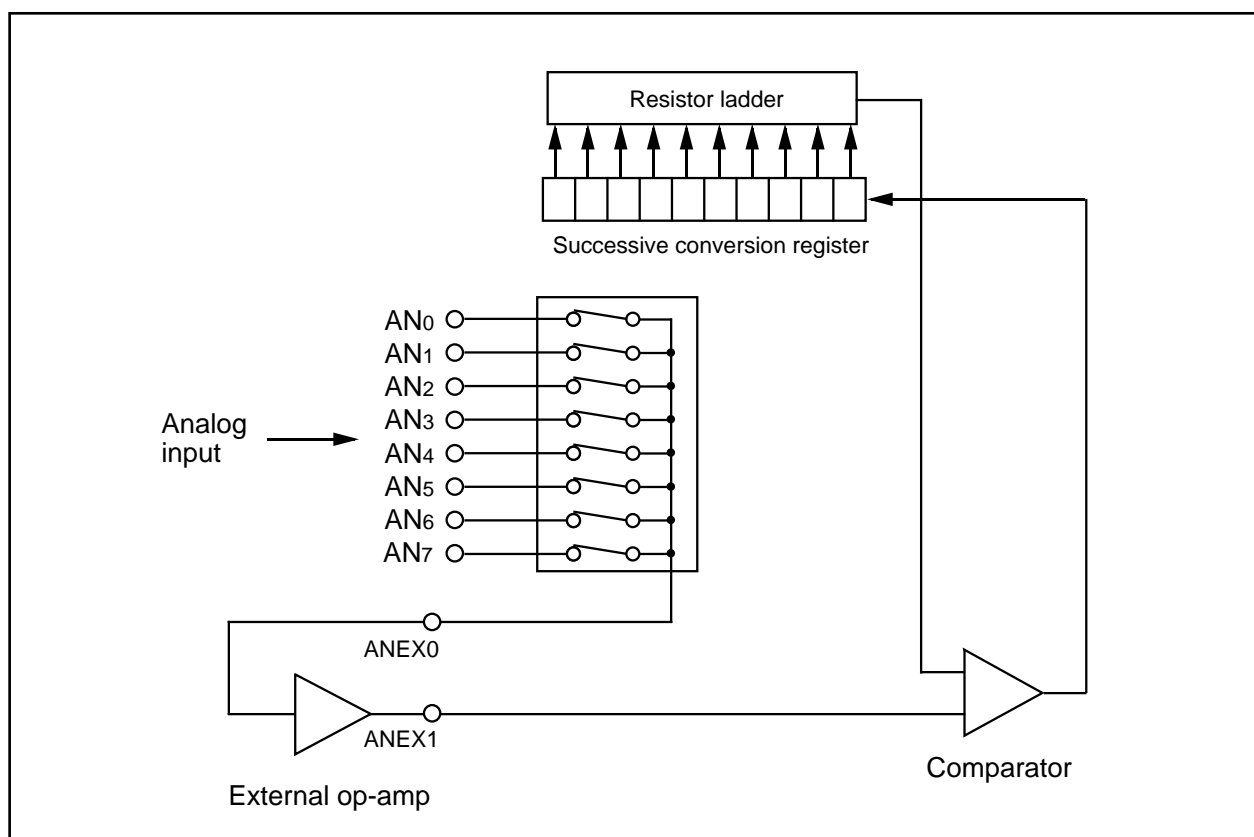 Resistor ladder
Successive conversion register
AN0
AN1
AN2
AN3
AN4
AN5
AN6
AN7
Analog
input
ANEX0
ANEX1
External op-amp
Comparator